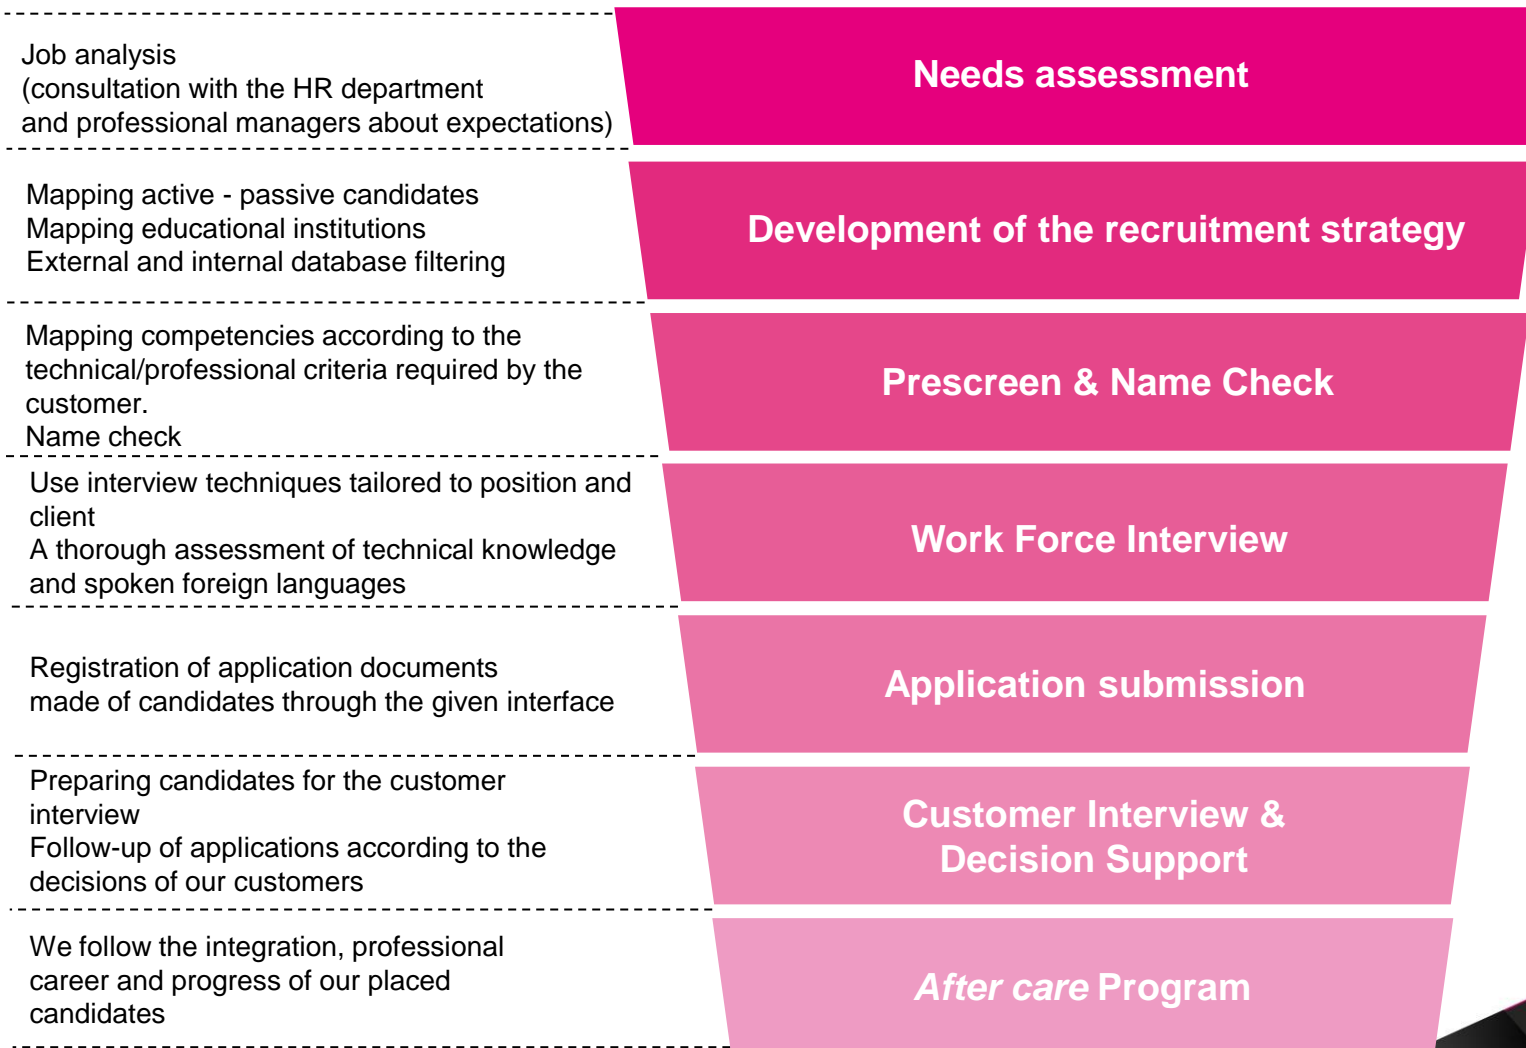 Job analysis
(consultation with the HR department
and professional managers about expectations)
Needs assessment
Mapping active - passive candidates
Mapping educational institutions
External and internal database filtering
Development of the recruitment strategy
Mapping competencies according to the
technical/professional criteria required by the
customer.
Name check
Prescreen & Name Check
Use interview techniques tailored to position and
client
A thorough assessment of technical knowledge
and spoken foreign languages
Work Force Interview
Registration of application documents
made of candidates through the given interface
Application submission
Preparing candidates for the customer
interview
Follow-up of applications according to the
decisions of our customers
Customer Interview &
Decision Support
We follow the integration, professional
career and progress of our placed
candidates
After care Program